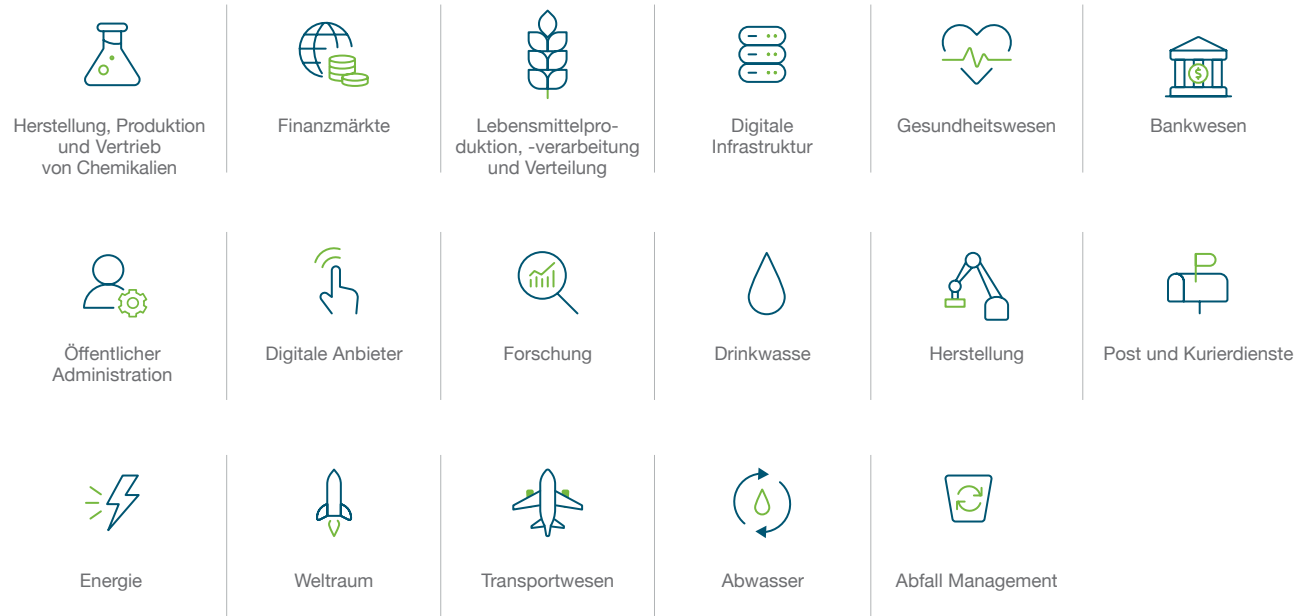 Herstellung, Produktion
und Vertrieb
von Chemikalien
Finanzmärkte
Lebensmittelpro-
duktion, -verarbeitung
und Verteilung
Digitale
Infrastruktur
Gesundheitswesen
Bankwesen
$
Öffentlicher
Administration
Digitale Anbieter
Forschung
Drinkwasse
Herstellung
Post und Kurierdienste
Energie
Weltraum
Transportwesen
Abwasser
Abfall Management